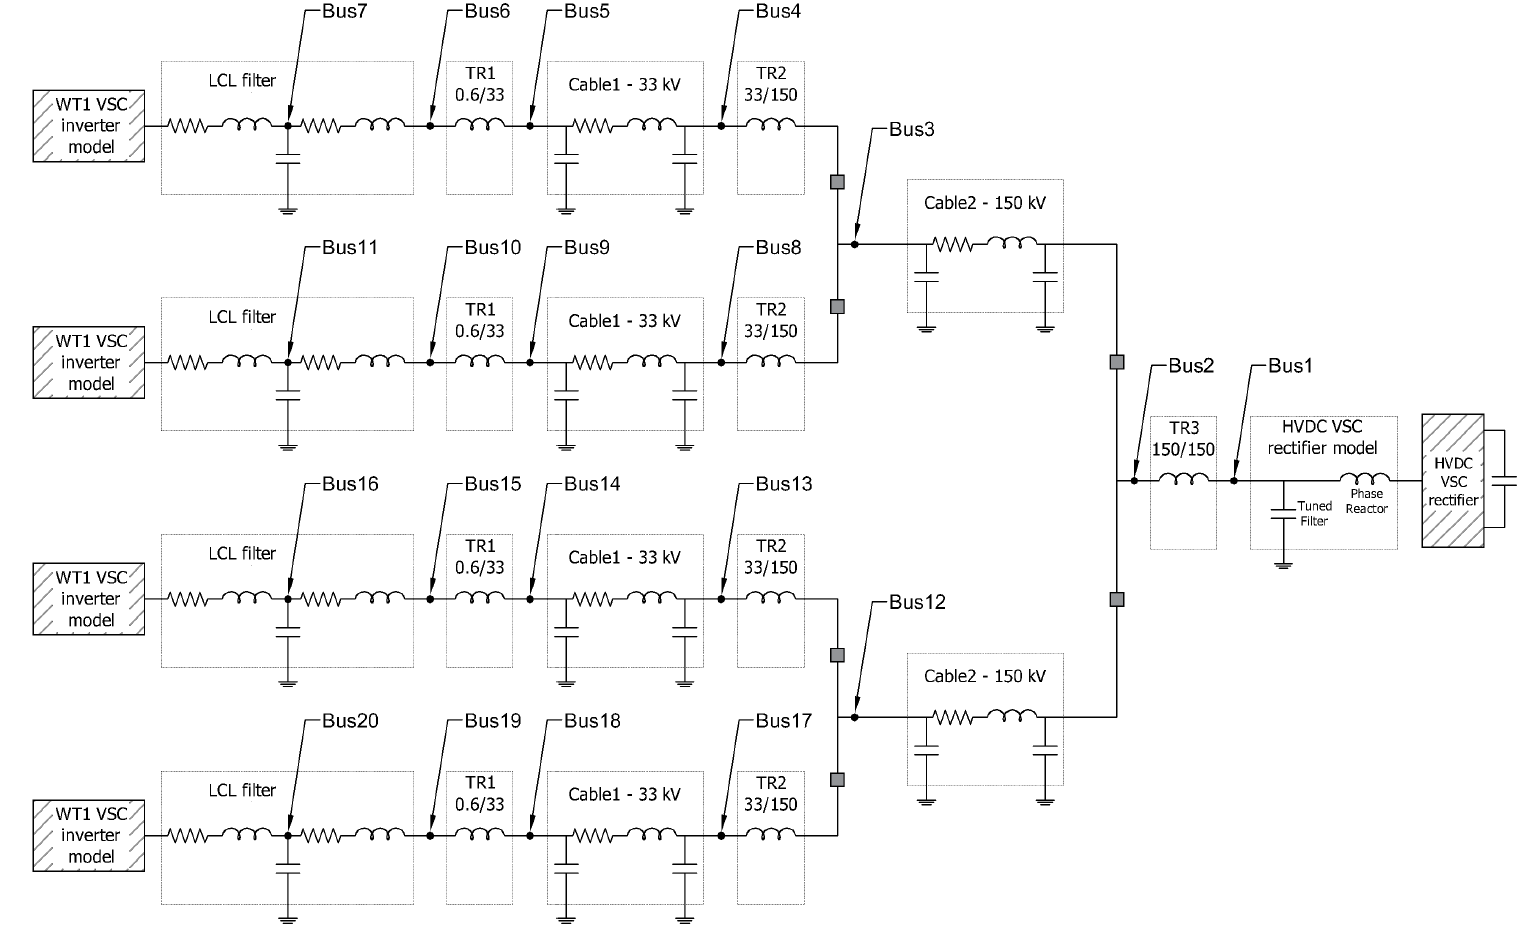 Bus7
Bus6
Bus5
Bus4
LCL filter
TR1
0.6/33
Cable1 - 33 kV
TR2
33/150
WT1 VSC
inverter
model
Bus3
Cable2 - 150 kV
Bus11
Bus10
Bus9
Bus8
LCL filter
TR1
0.6/33
Cable1 - 33 kV
TR2
33/150
WT1 VSC
inverter
model
Bus2
Bus1
TR3
150/150
HVDC VSC
rectifier model
Phase
Reactor
Tuned
Filter
HVDC
VSC
rectifier
Bus16
Bus15
Bus14
Bus13
LCL filter
TR1
0.6/33
Cable1 - 33 kV
TR2
33/150
WT1 VSC
inverter
model
Bus12
Cable2 - 150 kV
Bus20
Bus19
Bus18
Bus17
LCL filter
TR1
0.6/33
Cable1 - 33 kV
TR2
33/150
WT1 VSC
inverter
model